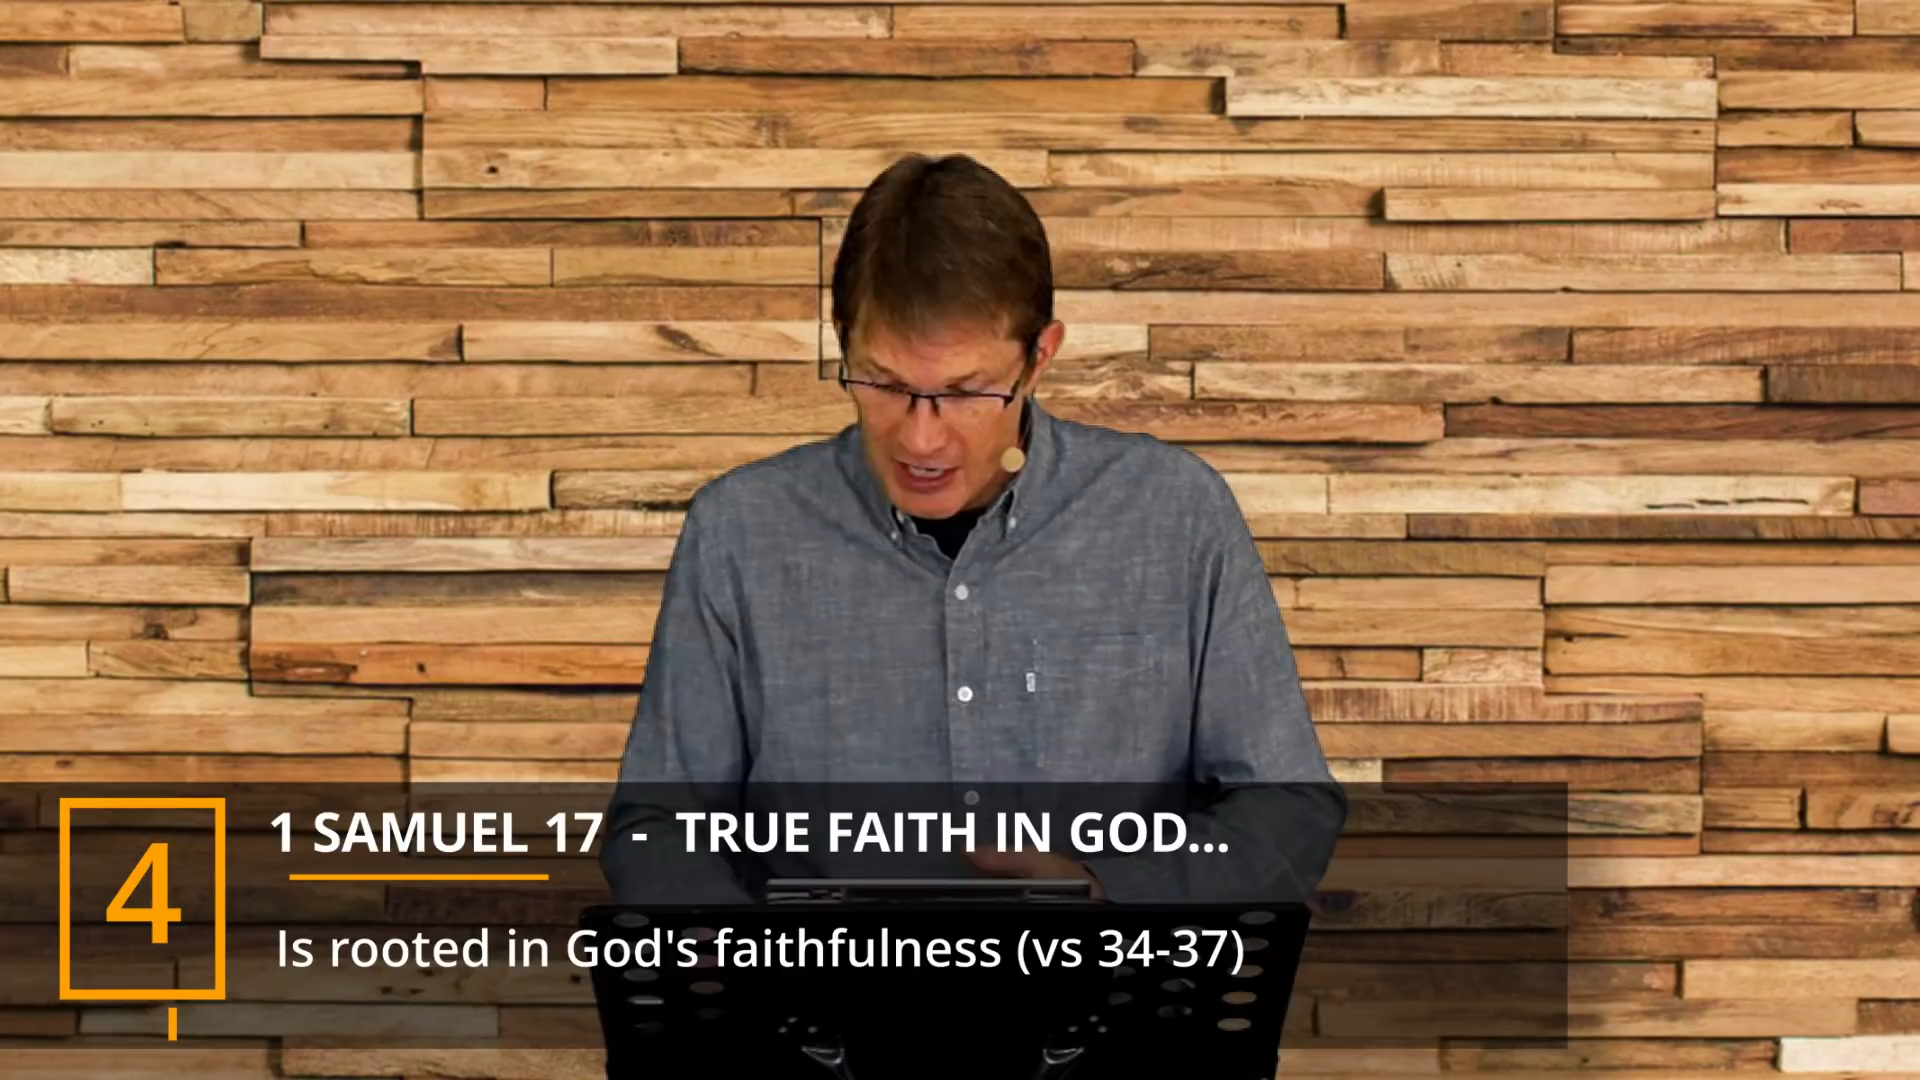 4
1 SAMUEL 17 - TRUE FAITH IN GOD...
Is rooted in God's faithfulness (vs 34-37)